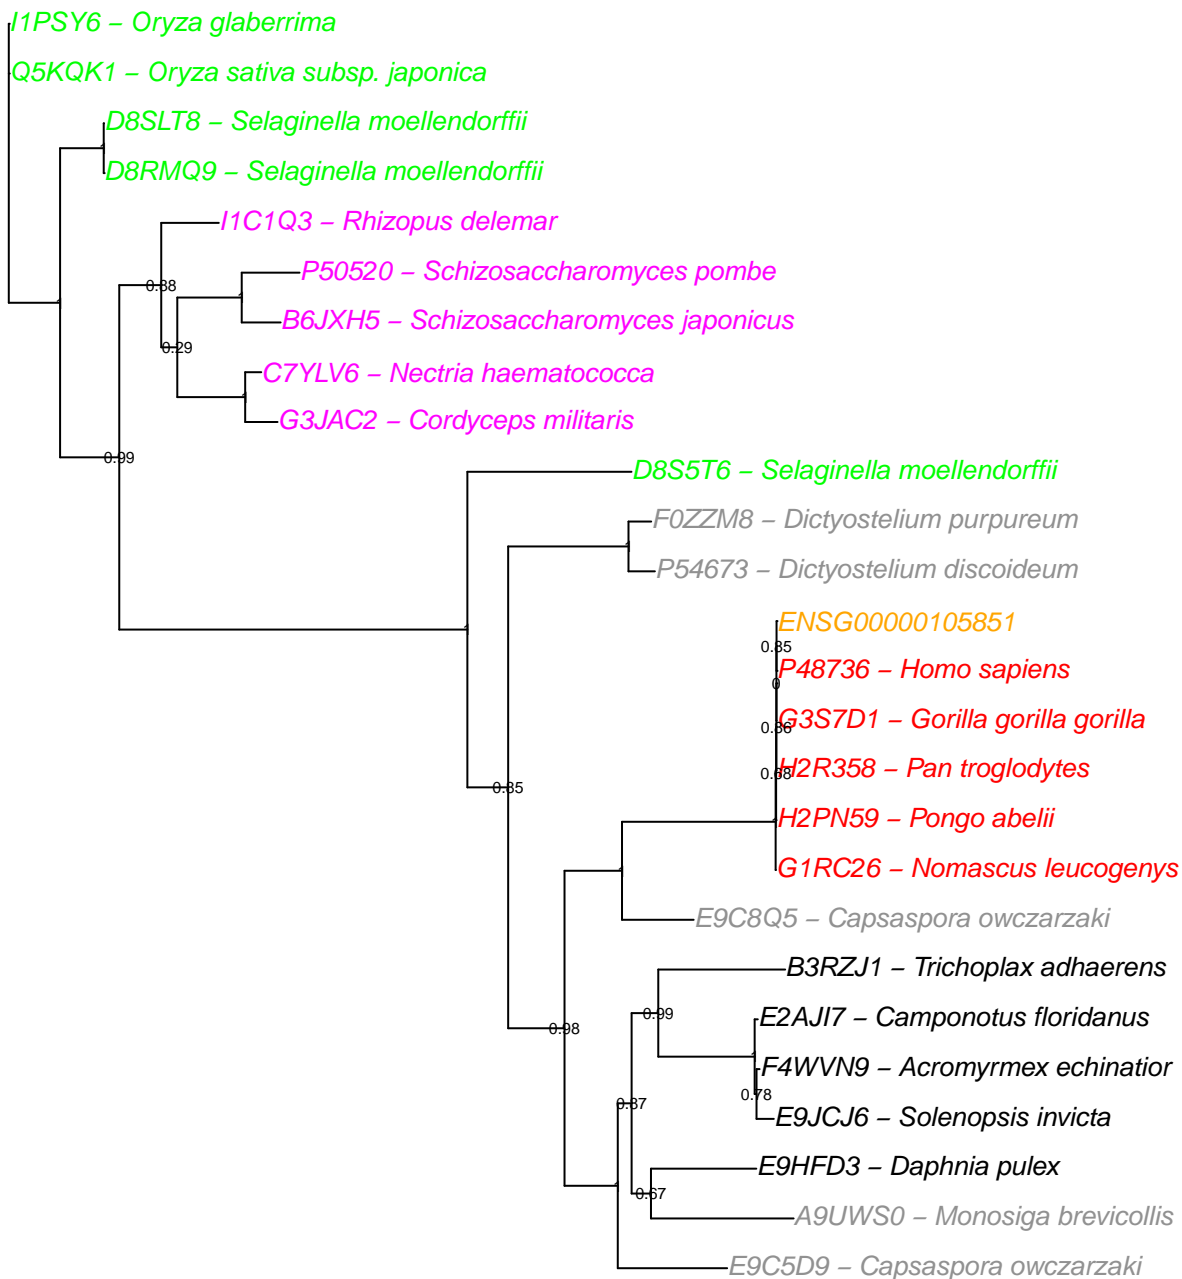 I1PSY6 – Oryza glaberrima
Q5KQK1 – Oryza sativa subsp. japonica
D8SLT8 – Selaginella moellendorffii
D8RMQ9 – Selaginella moellendorffii
I1C1Q3 – Rhizopus delemar
P50520 – Schizosaccharomyces pombe
0.88
B6JXH5 – Schizosaccharomyces japonicus
0.29
C7YLV6 – Nectria haematococca
G3JAC2 – Cordyceps militaris
0.99
D8S5T6 – Selaginella moellendorffii
F0ZZM8 – Dictyostelium purpureum
P54673 – Dictyostelium discoideum
ENSG00000105851
0.85
P48736 – Homo sapiens
0
G3S7D1 – Gorilla gorilla gorilla
0.86
H2R358 – Pan troglodytes
0.68
0.85
H2PN59 – Pongo abelii
G1RC26 – Nomascus leucogenys
E9C8Q5 – Capsaspora owczarzaki
B3RZJ1 – Trichoplax adhaerens
0.99
E2AJI7 – Camponotus floridanus
0.98
F4WVN9 – Acromyrmex echinatior
0.78
0.87
E9JCJ6 – Solenopsis invicta
E9HFD3 – Daphnia pulex
0.67
A9UWS0 – Monosiga brevicollis
E9C5D9 – Capsaspora owczarzaki